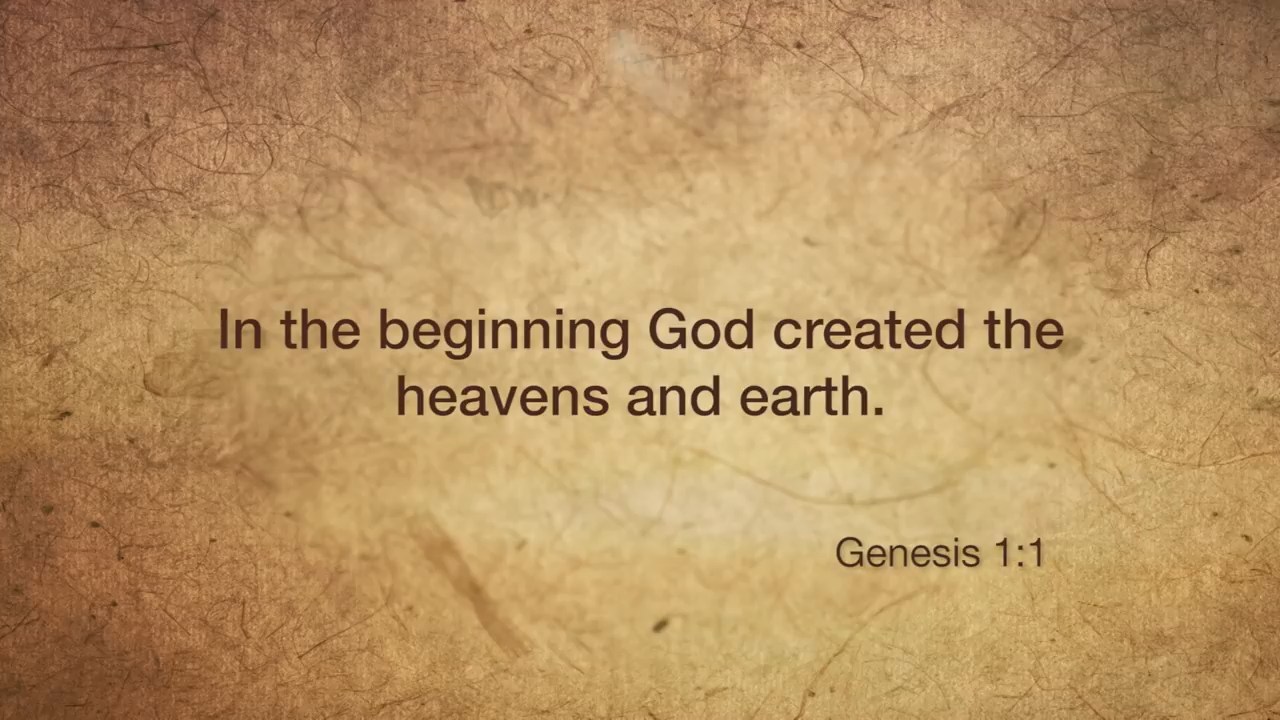 In the beginning God created the
heavens and earth.
Genesis 1:1